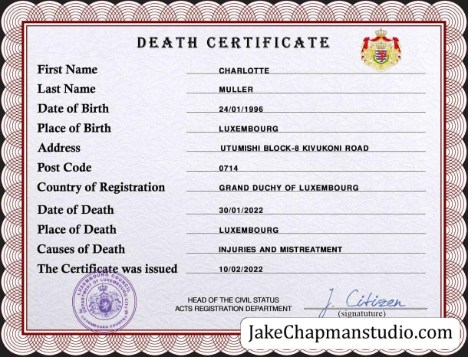 DEATH CERTIFICATE
First Name CHARLOTTE
Last Name MULLER
Date of Birth 24/01/1996
Place of Birth LUXEMBOURG
Address UTUMISHI BLOCK-8 KIVUKONI ROAD
Post Code 0714
Country of Registration GRAND DUCHY OF LUXEMBOURG
Date of Death 30/01/2022
Place of Death LUXEMBOURG
Causes of Death INJURIES AND MISTREATMENT
The Certificate was issued 10/02/2022
HEAD OF THE CIVIL STATUS
ACTS REGISTRATION DEPARTMENT
J. Citizen
(signatuture)
JakeChapmanstudio.com